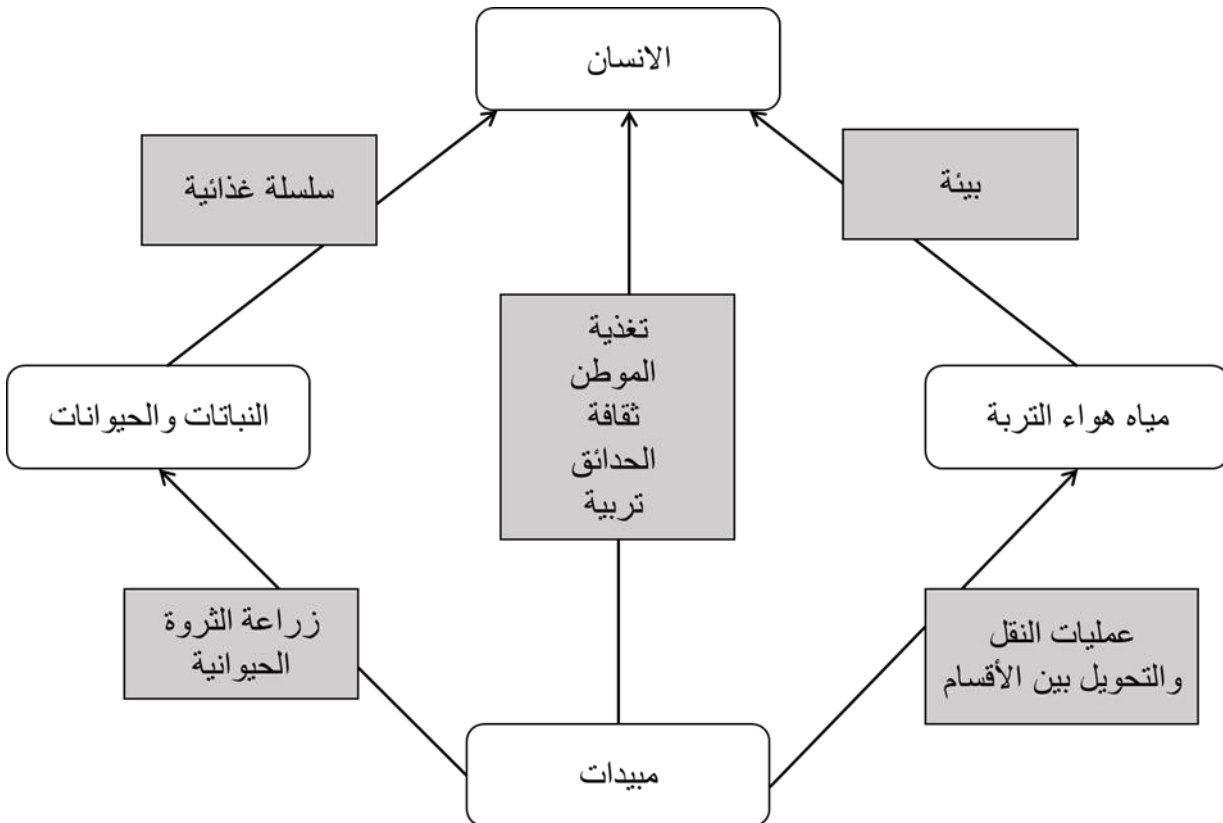 الانسان
بيئة
سلسلة غذائية
تغذية
الموطن
ثقافة
الحدائق
تربية
مياه هواء التربة
النباتات والحيوانات
عمليات النقل
والتحويل بين الأقسام
زراعة الثروة
الحيوانية
مبيدات